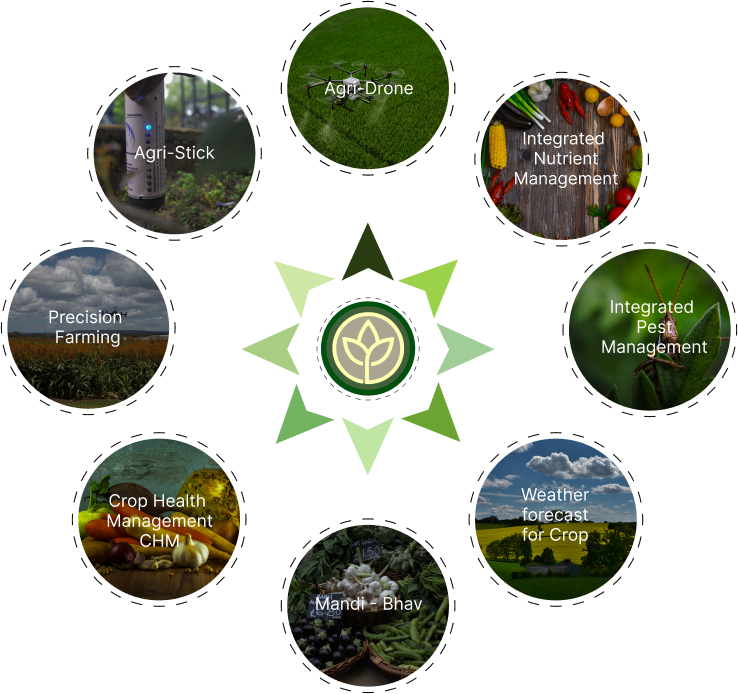 Agri-Drone
Integrated
Nutrient
Management
Agri-Stick
Integrated
Pest
Management
Precision
Farming
Crop Health
Management
CHM
Weather
forecast
for Crop
Mandi - Bhav